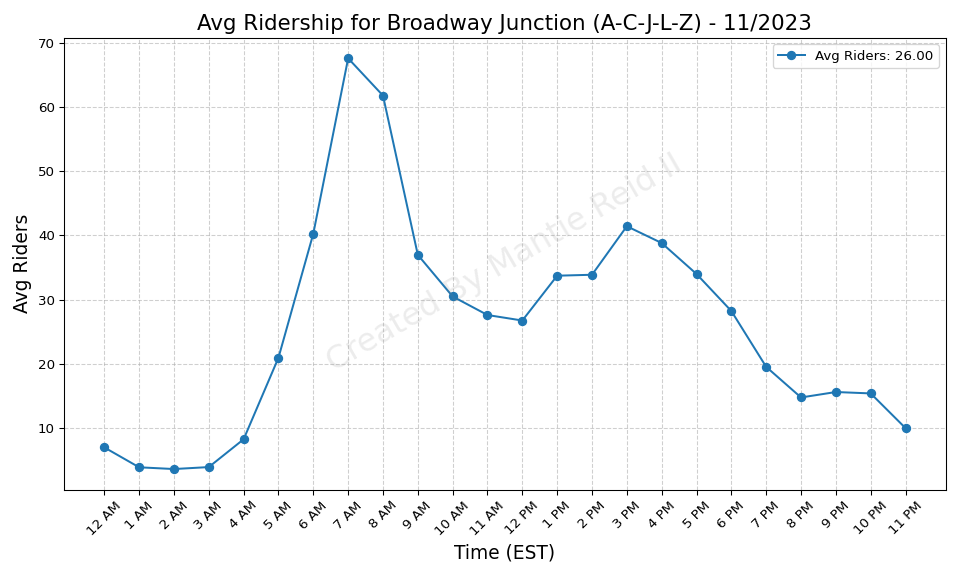 Avg Ridership for Broadway Junction (A-C-J-L-Z) - 11/2023
Avg Riders: 26.00
70
60
50
40
30
20
10
Avg Riders
Created By Mantie Reid II
12 AM
1 AM
2 AM
3 AM
4 AM
5 AM
6 AM
7 AM
8 AM
9 AM
10 AM
11 AM
12 PM
1 PM
2 PM
3 PM
4 PM
5 PM
6 PM
7 PM
8 PM
9 PM
10 PM
11 PM
Time (EST)